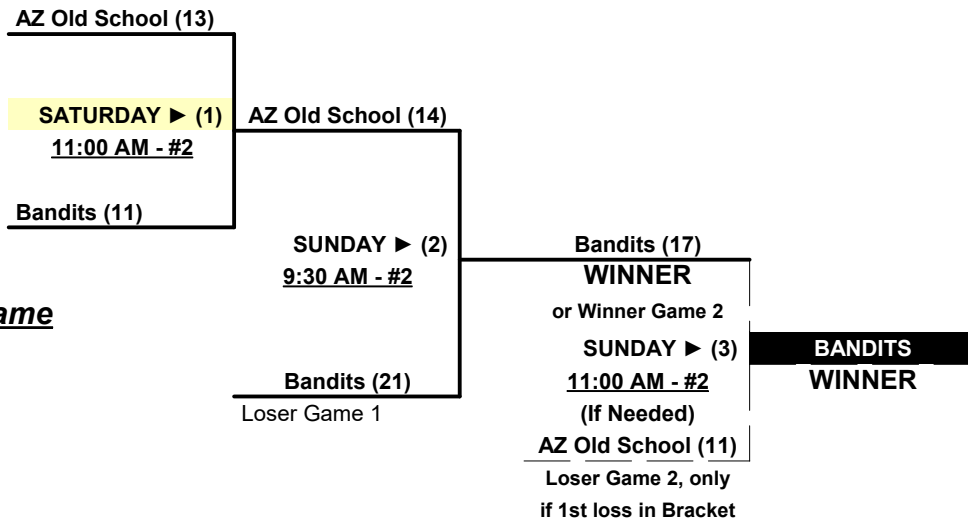 AZ Old School (13)
SATURDAY ► (1)
11:00 AM - #2
Bandits (11)
AZ Old School (14)
SUNDAY ► (2)
9:30 AM - #2
Bandits (21)
Loser Game 1
ame
Bandits (17)
WINNER
or Winner Game 2
SUNDAY ► (3)
11:00 AM - #2
(If Needed)
AZ Old School (11)
Loser Game 2, only
if 1st loss in Bracket
BANDITS
WINNER